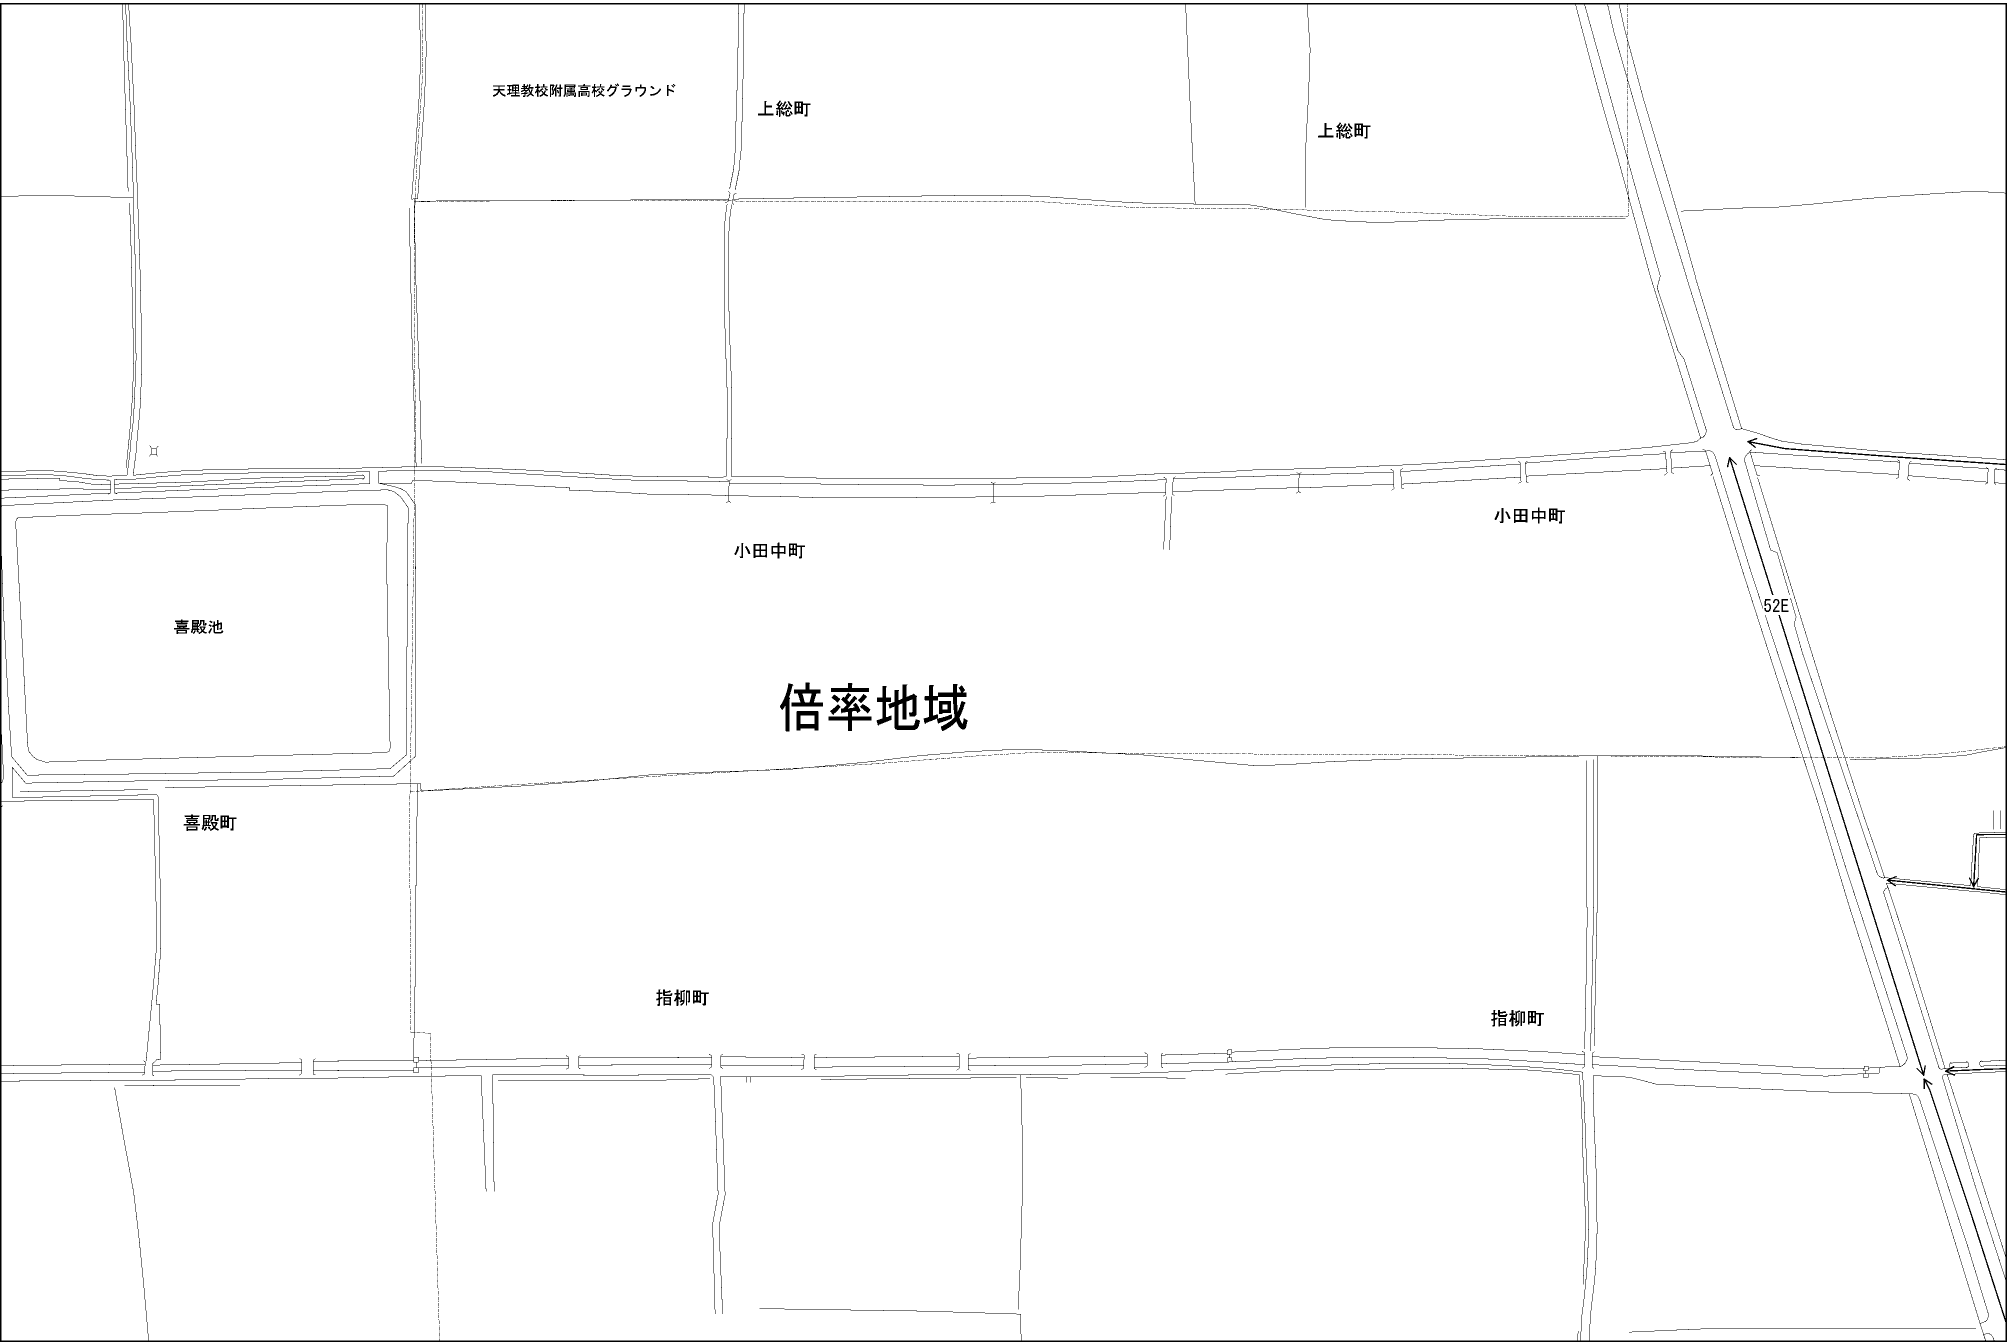 天理教校附属高校グラウンド
上総町
上総町
小田中町
小田中町
52E
喜殿池
倍率地域
喜殿町
指柳町
指柳町